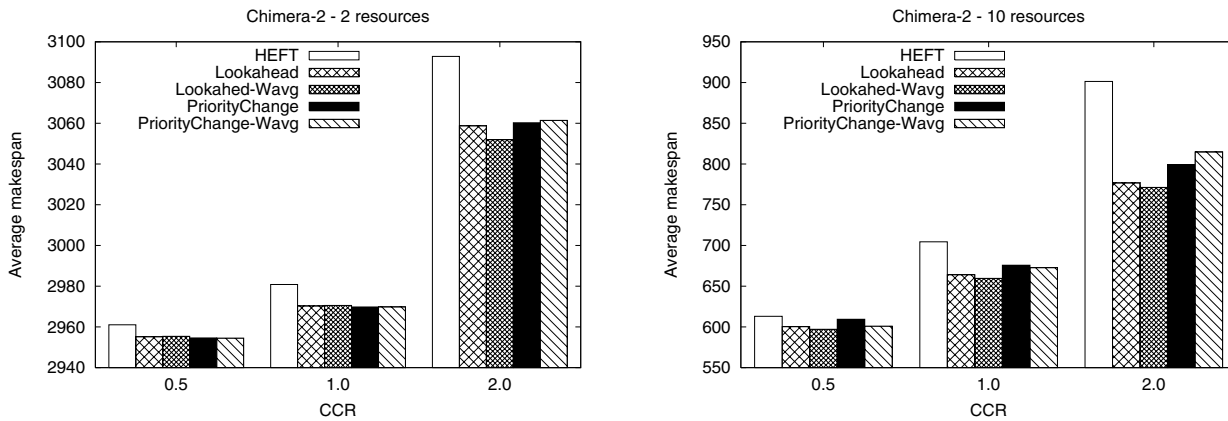 Chimera-2 - 2 resources
3100
3080
3060
3040
3020
3000
2980
2960
2940
Average makespan
HEFT
Lookahead
Lookahed-Wavg
PriorityChange
PriorityChange-Wavg
0.5
1.0
2.0
CCR
Chimera-2 - 10 resources
950
900
850
800
750
700
650
600
550
Average makespan
HEFT
Lookahead
Lookahed-Wavg
PriorityChange
PriorityChange-Wavg
0.5
1.0
2.0
CCR